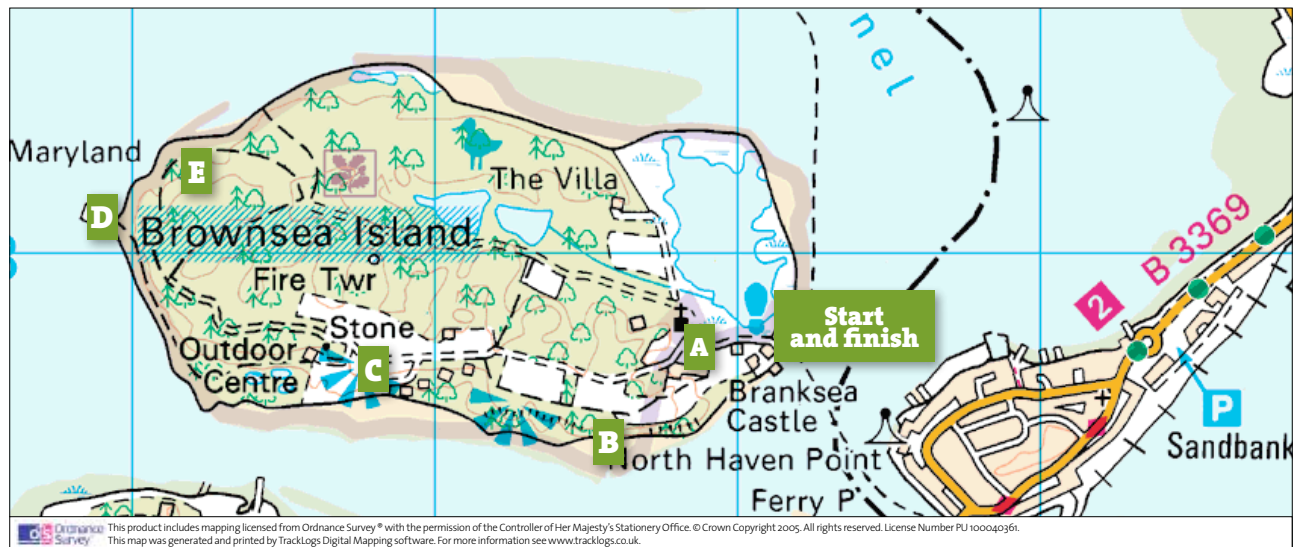 nel
Maryland
E
The Villa
D
Brownsea Island
B 3369
2
Fire Twr
Start
and finish
Stone
A
Outdoor
Centre
C
Branksea
Castle
P
B
North Haven Point
Sandbank
Ferry P
os Ordnance Survey
This product includes mapping licensed from Ordnance Survey ® with the permission of the Controller of Her Majesty's Stationery Office. © Crown Copyright 2005. All rights reserved. License Number PU 100040361.
This map was generated and printed by TrackLogs Digital Mapping software. For more information see www.tracklogs.co.uk.